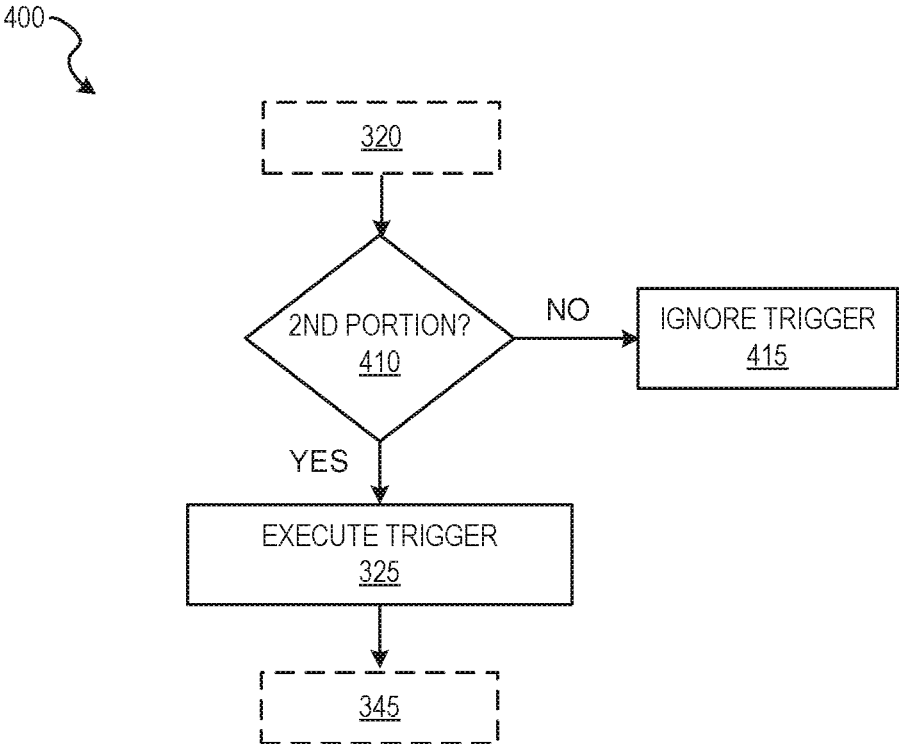 400
320
2ND PORTION?
410
NO
IGNORE TRIGGER
415
YES
EXECUTE TRIGGER
325
345